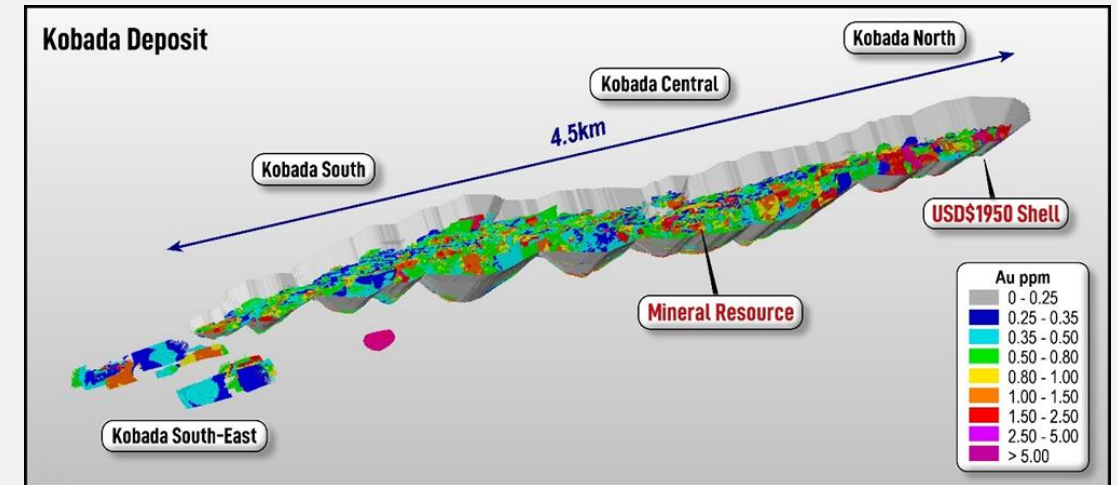 Kobada Deposit
Kobada North
Kobada Central
4.5km
Kobada South
USD$1950 Shell
Mineral Resource
Kobada South-East
Au ppm
0 - 0.25
0.25 - 0.35
0.35 - 0.50
0.50 - 0.80
0.80 - 1.00
1.00 - 1.50
1.50 - 2.50
2.50 - 5.00
> 5.00